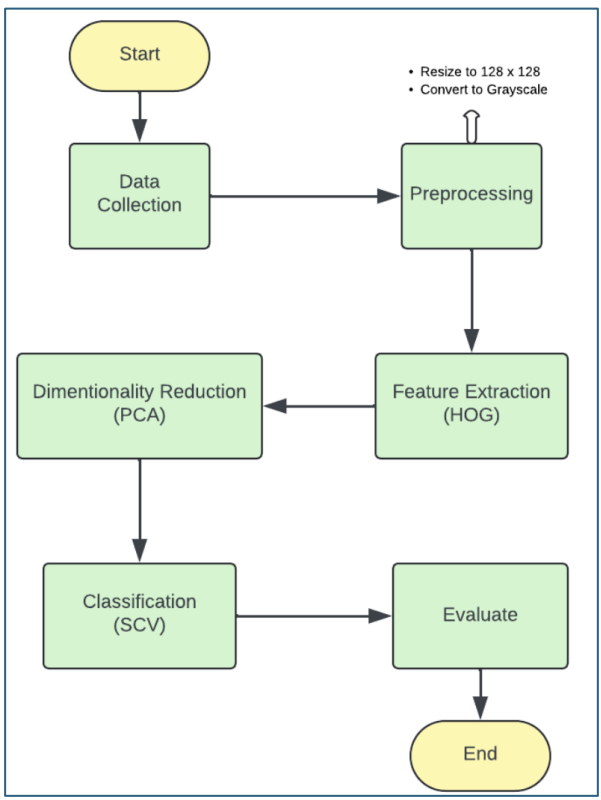 Start
• Resize to 128 x 128
• Convert to Grayscale
Data
Collection
Preprocessing
Dimentionality Reduction
(PCA)
Feature Extraction
(HOG)
Classification
(SCV)
Evaluate
End